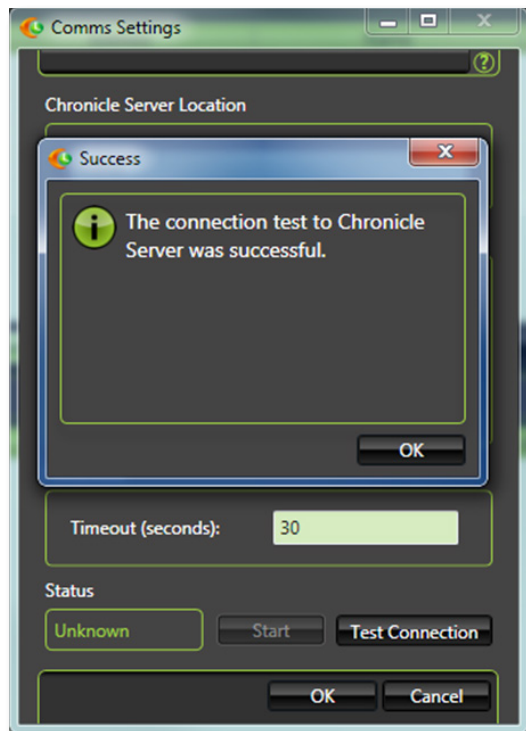 Comms Settings
?
Chronicle Server Location
Success
X
i
The connection test to Chronicle
Server was successful.
OK
Timeout (seconds):
30
Status
Unknown
Start
Test Connection
OK
Cancel